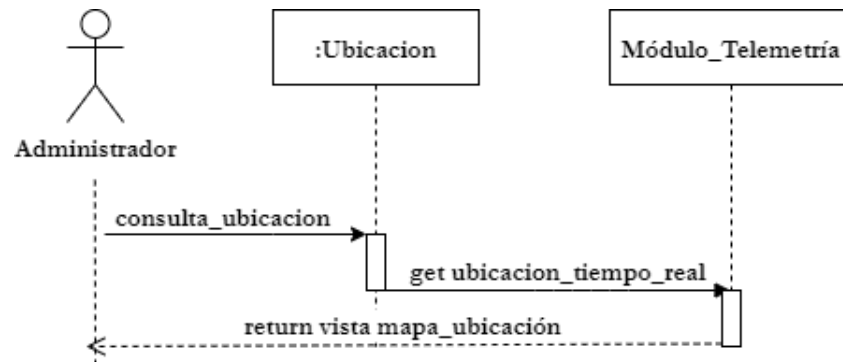 :Ubicacion
Módulo_Telemetría
Administrador
consulta_ubicacion
get ubicacion_tiempo_real
return vista mapa_ubicación